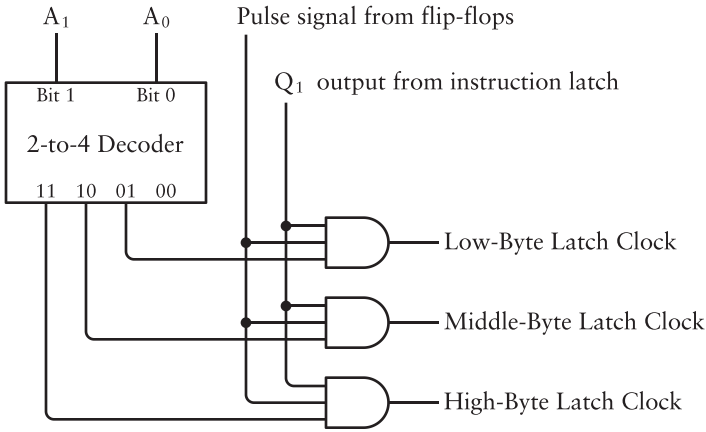 A1 A0 Pulse signal from flip-flops
Q1 output from instruction latch
Bit 1 Bit 0
2-to-4 Decoder
11 10 01 00
Low-Byte Latch Clock
Middle-Byte Latch Clock
High-Byte Latch Clock